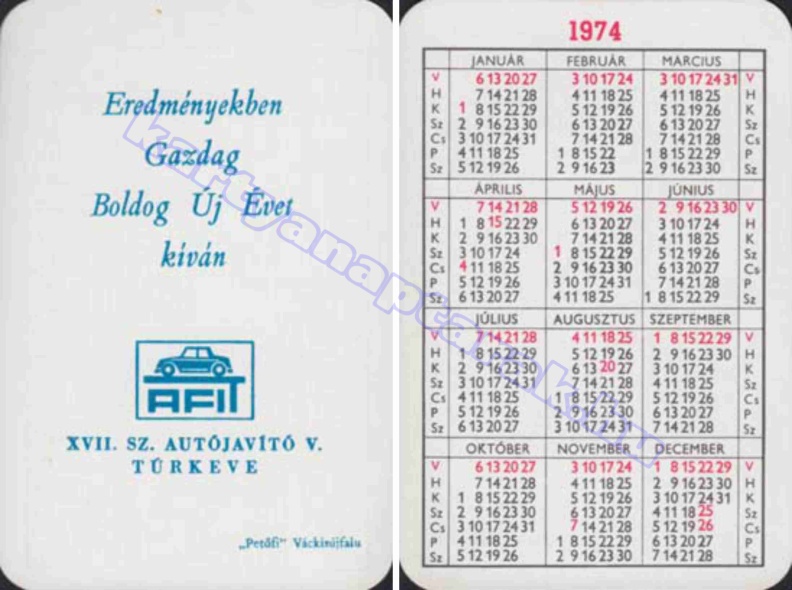 Eredményekben
Gazdag
Boldog Új Évet
kíván
AFIT
XVII. SZ. AUTÓJAVÍTÓ V.
TÚRKEVE
„Petőfi" Váckisújfalu
kartyanaptarok.hu
1974
JANUÁR FEBRUÁR MÁRCIUS
V 6 13 20 27 3 10 17 24 3 10 17 24 31 V
H 7 14 21 28 4 11 18 25 4 11 18 25 H
K 1 8 15 22 29 5 12 19 26 5 12 19 26 K
Sz 2 9 16 23 30 6 13 20 27 6 13 20 27 Sz
Cs 3 10 17 24 31 7 14 21 28 7 14 21 28 Cs
P 4 11 18 25 1 8 15 22 1 8 15 22 29 P
Sz 5 12 19 26 2 9 16 23 2 9 16 23 30 Sz
ÁPRILIS MÁJUS JÚNIUS
V 7 14 21 28 5 12 19 26 2 9 16 23 30 V
H 1 8 15 22 29 6 13 20 27 3 10 17 24 H
K 2 9 16 23 30 7 14 21 28 4 11 18 25 K
Sz 3 10 17 24 1 8 15 22 29 5 12 19 26 Sz
Cs 4 11 18 25 2 9 16 23 30 6 13 20 27 Cs
P 5 12 19 26 3 10 17 24 31 7 14 21 28 P
Sz 6 13 20 27 4 11 18 25 1 8 15 22 29 Sz
JÚLIUS AUGUSZTUS SZEPTEMBER
V 7 14 21 28 4 11 18 25 1 8 15 22 29 V
H 1 8 15 22 29 5 12 19 26 2 9 16 23 30 H
K 2 9 16 23 30 6 13 20 27 3 10 17 24 K
Sz 3 10 17 24 31 7 14 21 28 4 11 18 25 Sz
Cs 4 11 18 25 1 8 15 22 29 5 12 19 26 Cs
P 5 12 19 26 2 9 16 23 30 6 13 20 27 P
Sz 6 13 20 27 3 10 17 24 31 7 14 21 28 Sz
OKTÓBER NOVEMBER DECEMBER
V 6 13 20 27 3 10 17 24 1 8 15 22 29 V
H 7 14 21 28 4 11 18 25 2 9 16 23 30 H
K 1 8 15 22 29 5 12 19 26 3 10 17 24 31 K
Sz 2 9 16 23 30 6 13 20 27 4 11 18 25 Sz
Cs 3 10 17 24 31 7 14 21 28 5 12 19 26 Cs
P 4 11 18 25 1 8 15 22 29 6 13 20 27 P
Sz 5 12 19 26 2 9 16 23 30 7 14 21 28 Sz